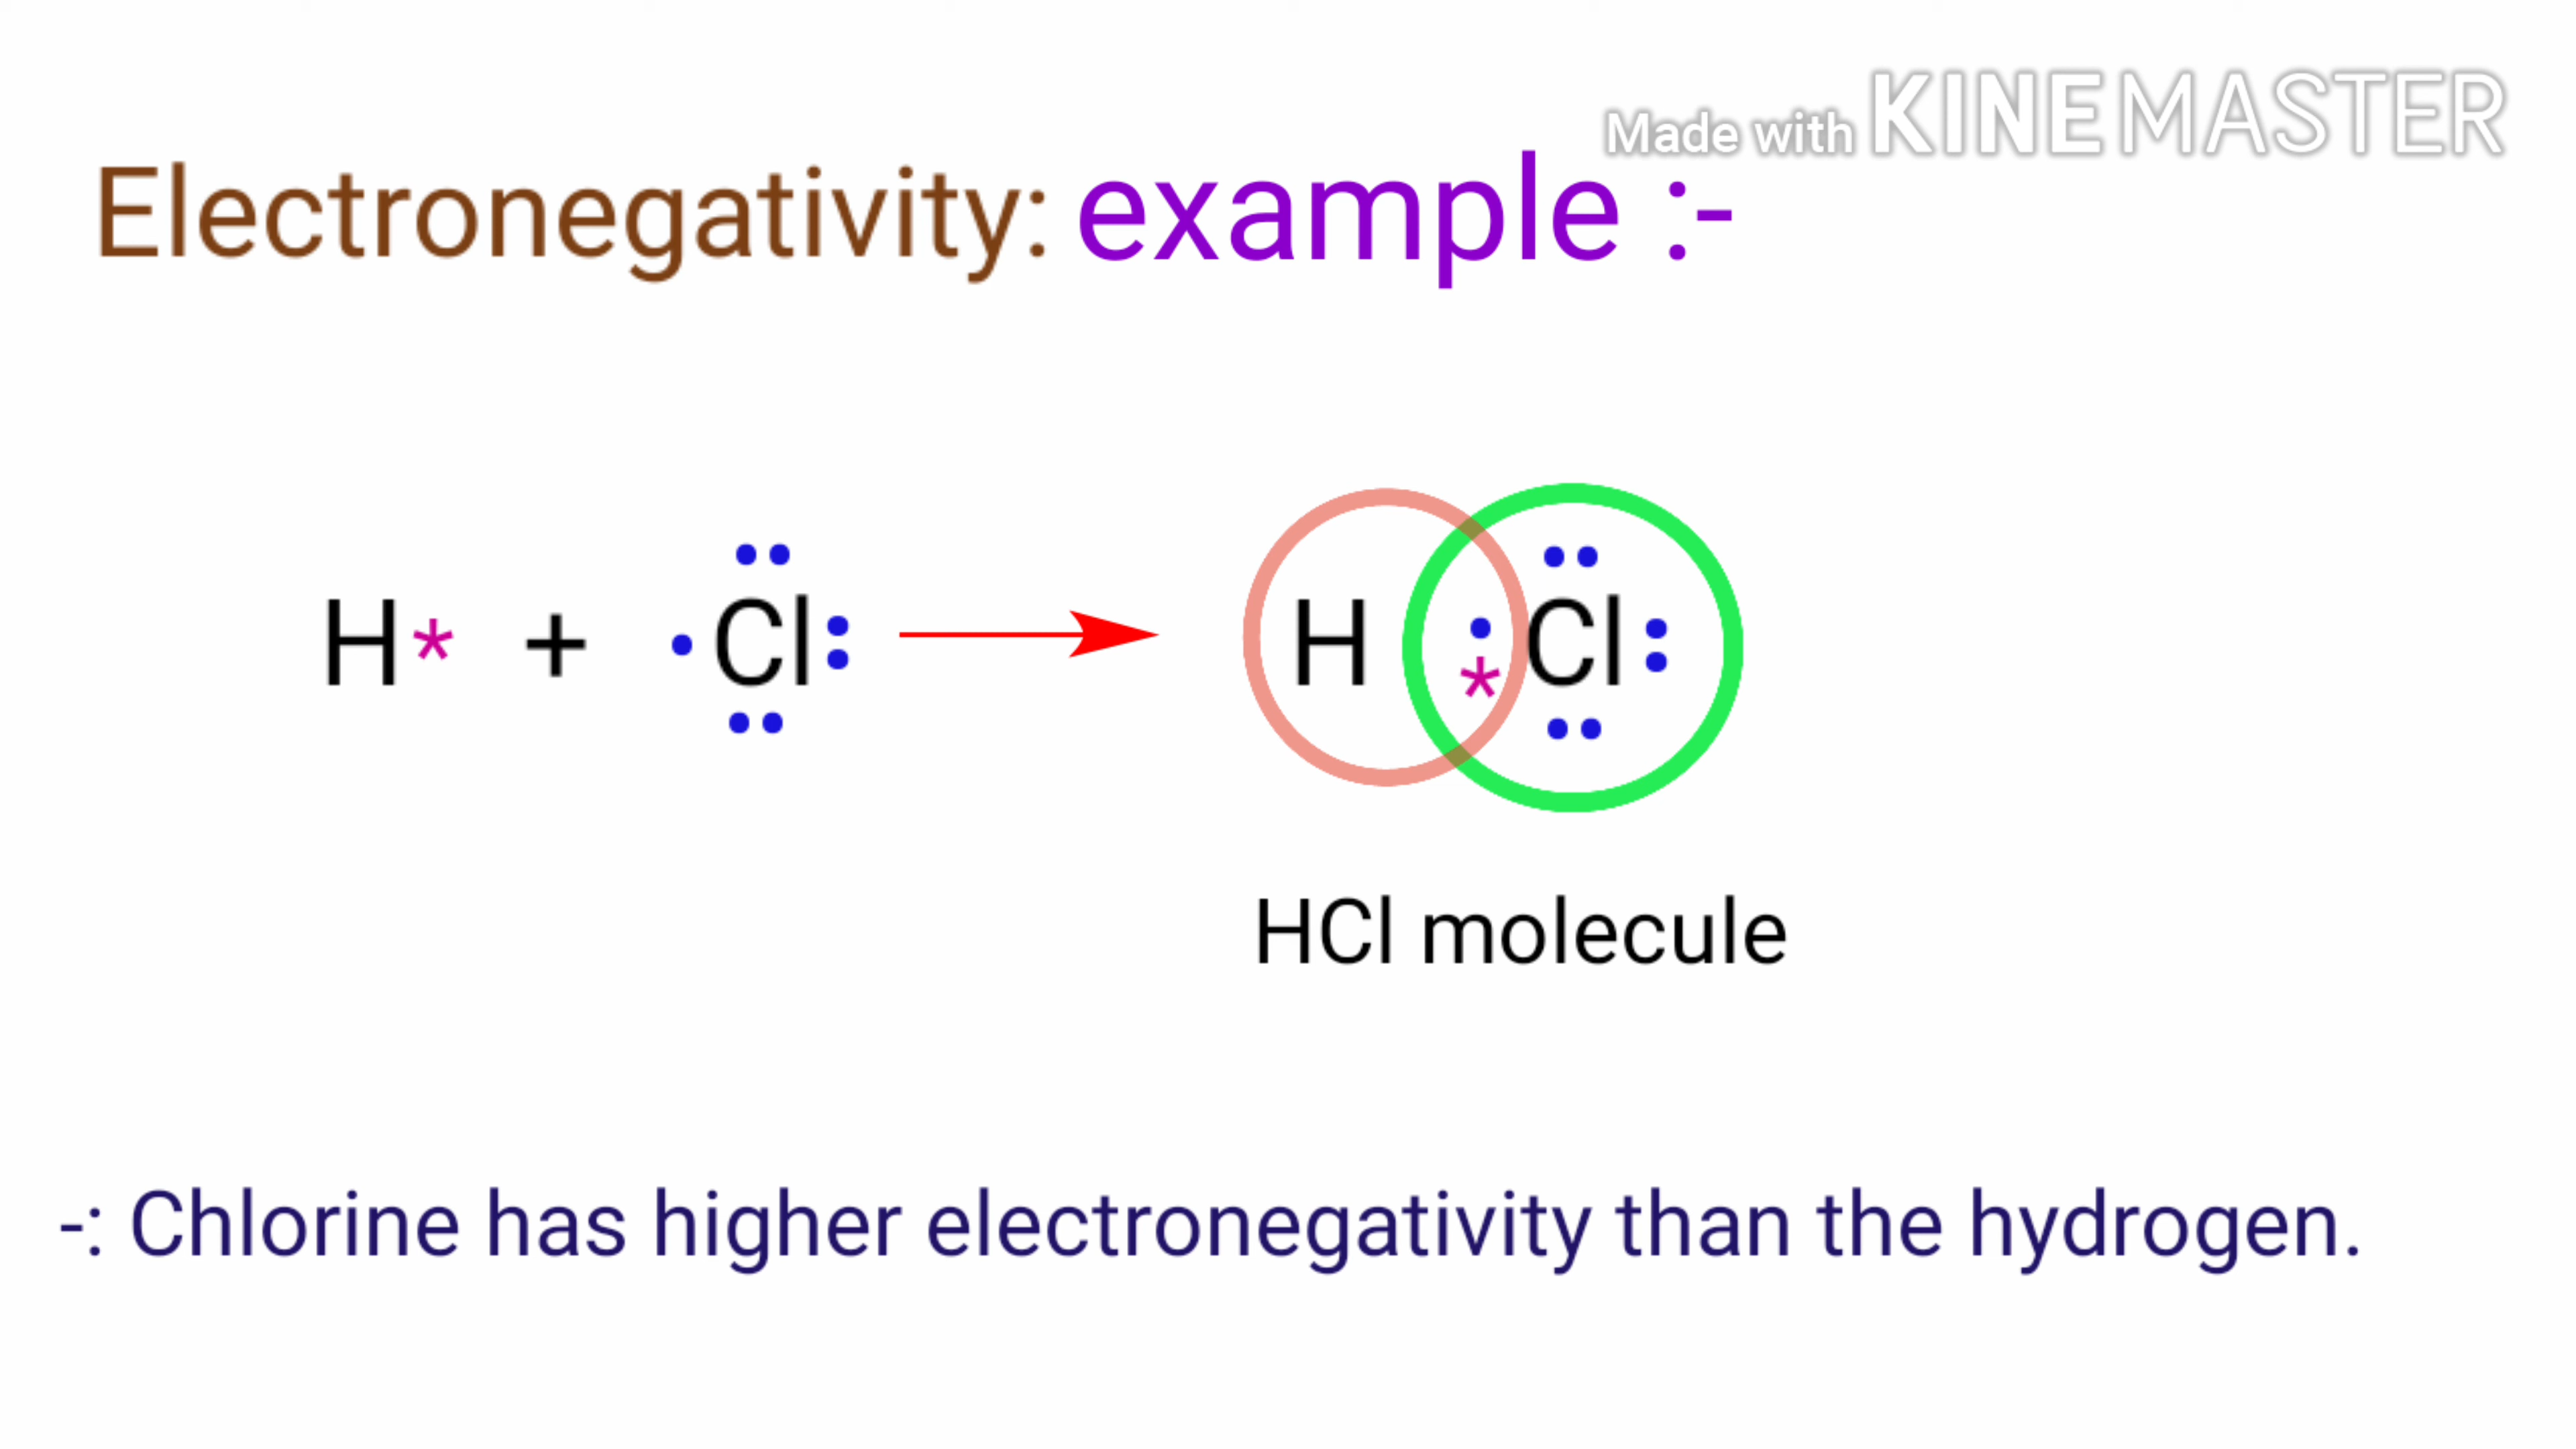 Made with KINEMASTER
Electronegativity: example :-
H* + Cl H * Cl
HCl molecule
-: Chlorine has higher electronegativity than the hydrogen.